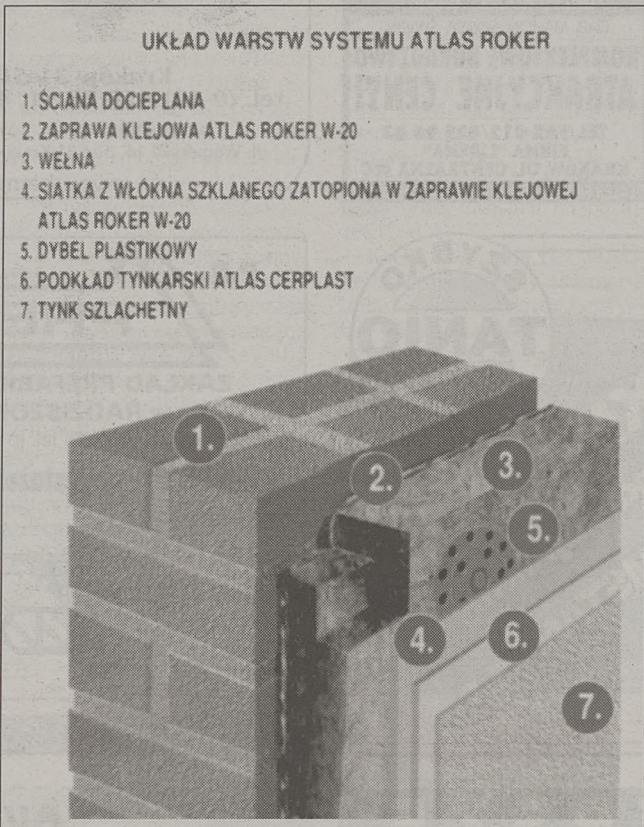 UKŁAD WARSTW SYSTEMU ATLAS ROKER
1. ŚCIANA DOCIEPLANA
2. ZAPRAWA KLEJOWA ATLAS ROKER W-20
3. WEŁNA
4. SIATKA Z WŁÓKNA SZKLANEGO ZATOPIONA W ZAPRAWIE KLEJOWEJ
ATLAS ROKER W-20
5. DYBEL PLASTIKOWY
6. PODKŁAD TYNKARSKI ATLAS CERPLAST
7. TYNK SZLACHETNY
1.
2.
3.
5.
4.
6.
7.